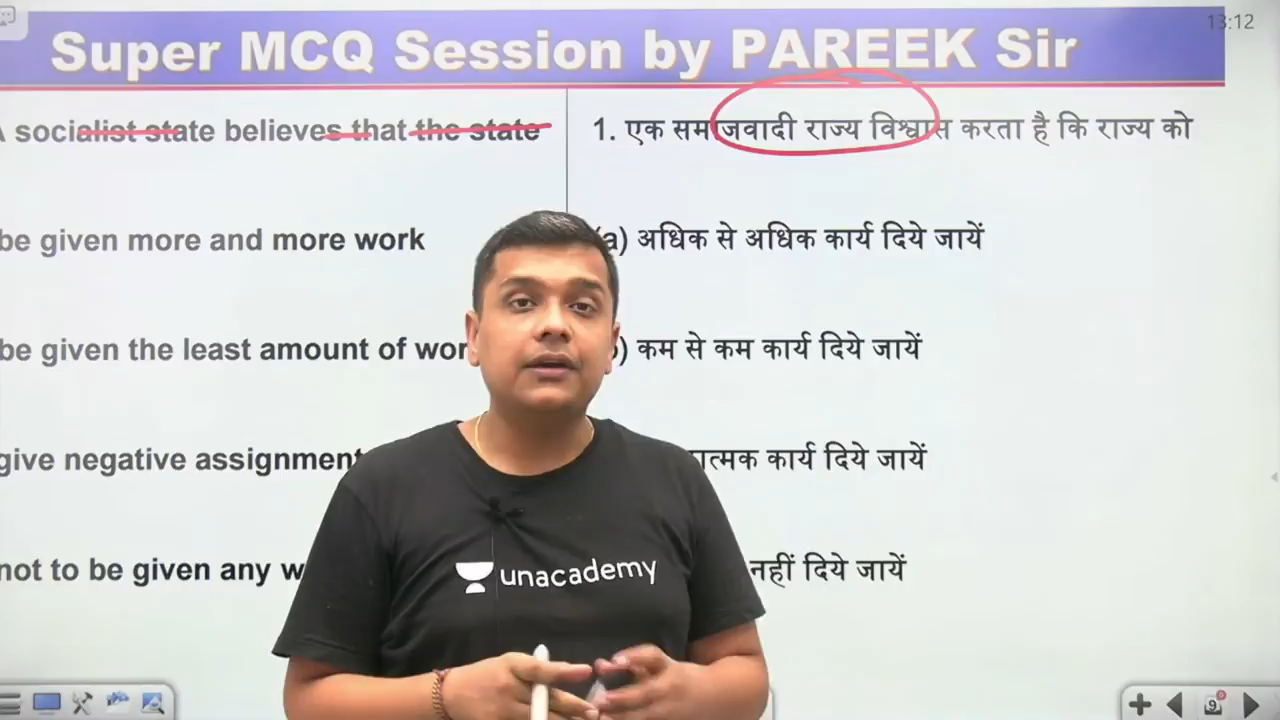 Super MCQ Session by PAREEK Sir
13:12
A socialist state believes that the state
be given more and more work
be given the least amount of
give negative assignment
not to be given any
1. एक समाजवादी राज्य विश्वास करता है कि राज्य को
(a) अधिक से अधिक कार्य दिये जायें
कम से कम कार्य दिये जायें
कार्य दिये जायें
नहीं दिये जायें
unacademy
9